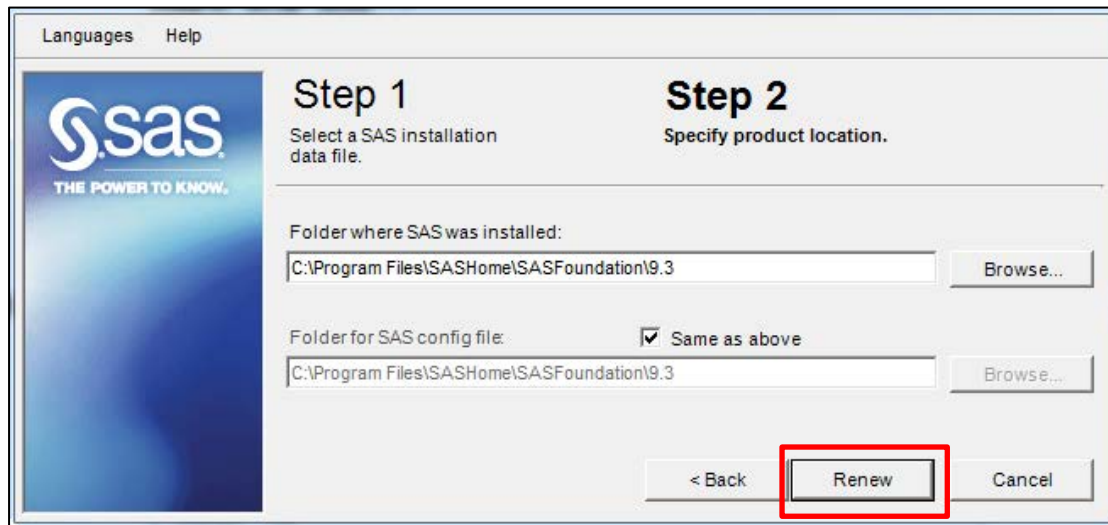 Languages Help
Ssas
THE POWER TO KNOW.
Step 1
Select a SAS installation
data file.
Step 2
Specify product location.
Folder where SAS was installed:
C:\Program Files\SASHome\SASFoundation\9.3
Browse...
Folder for SAS config file:
Same as above
C:\Program Files\SASHome\SASFoundation\9.3
Browse...
< Back
Renew
Cancel